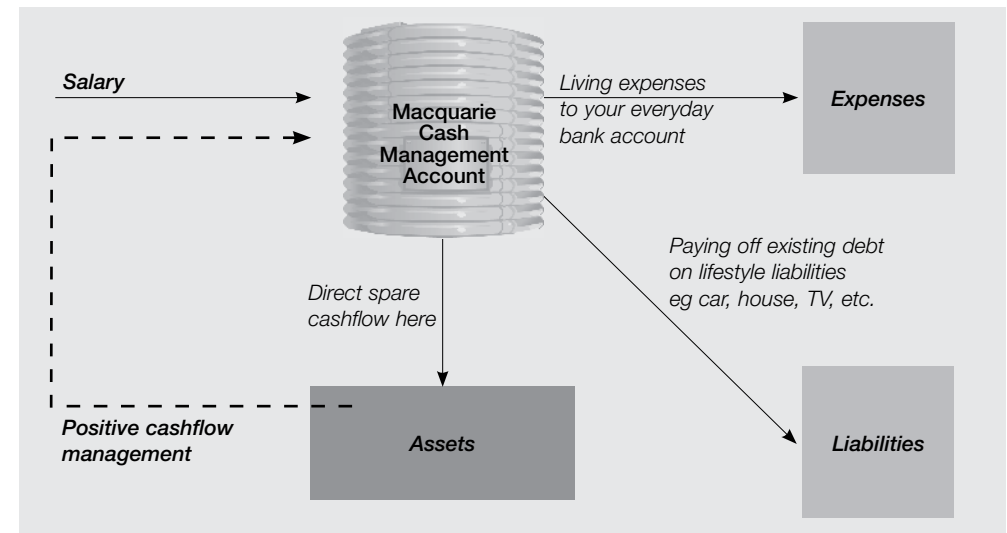 Salary
Macquarie
Cash
Management
Account
Living expenses
to your everyday
bank account
Expenses
Direct spare
cashflow here
Paying off existing debt
on lifestyle liabilities
eg car, house, TV, etc.
Positive cashflow
management
Assets
Liabilities